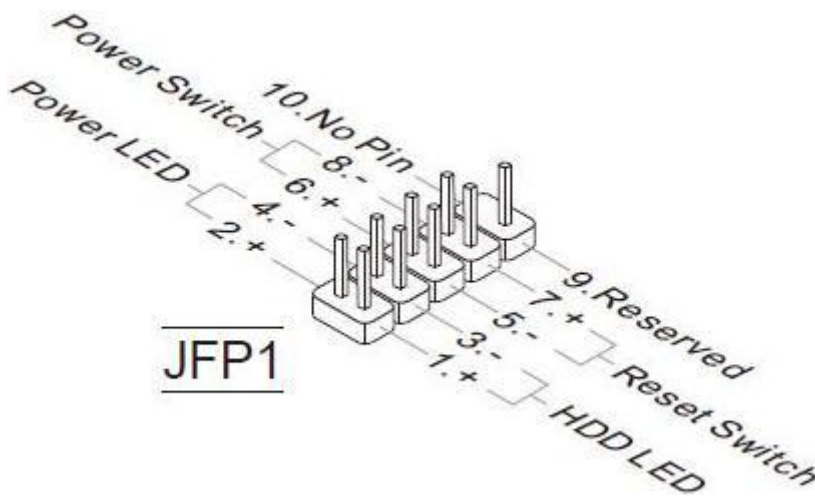 Power Switch
10.No Pin
8.-
6.+
Power LED
4.-
2.+
JFP1
9.Reserved
7.+
5.-
Reset Switch
3.-
1.+
HDD LED